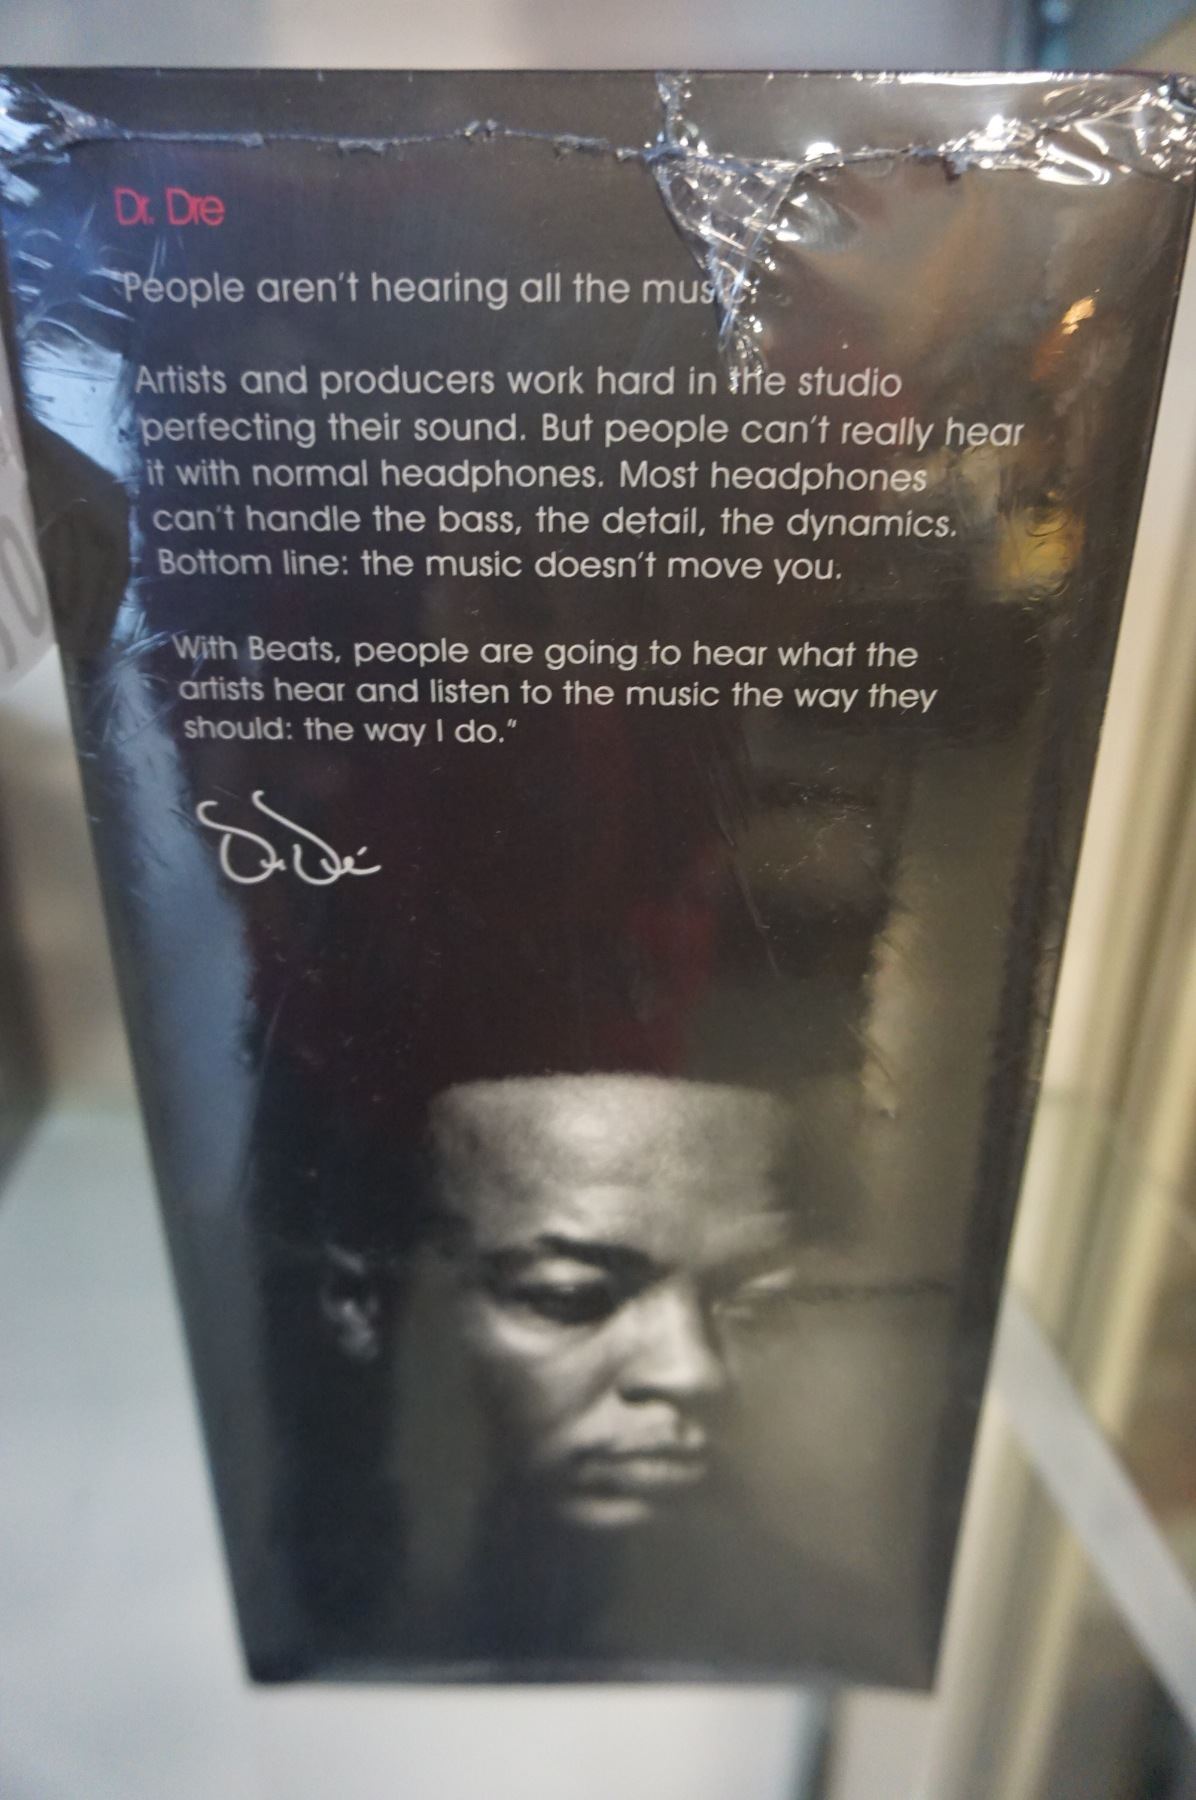 Dr. Dre
"People aren't hearing all the music.
Artists and producers work hard in the studio
perfecting their sound. But people can't really hear
it with normal headphones. Most headphones
can't handle the bass, the detail, the dynamics.
Bottom line: the music doesn't move you.
With Beats, people are going to hear what the
artists hear and listen to the music the way they
should: the way I do."
Dr. Dre